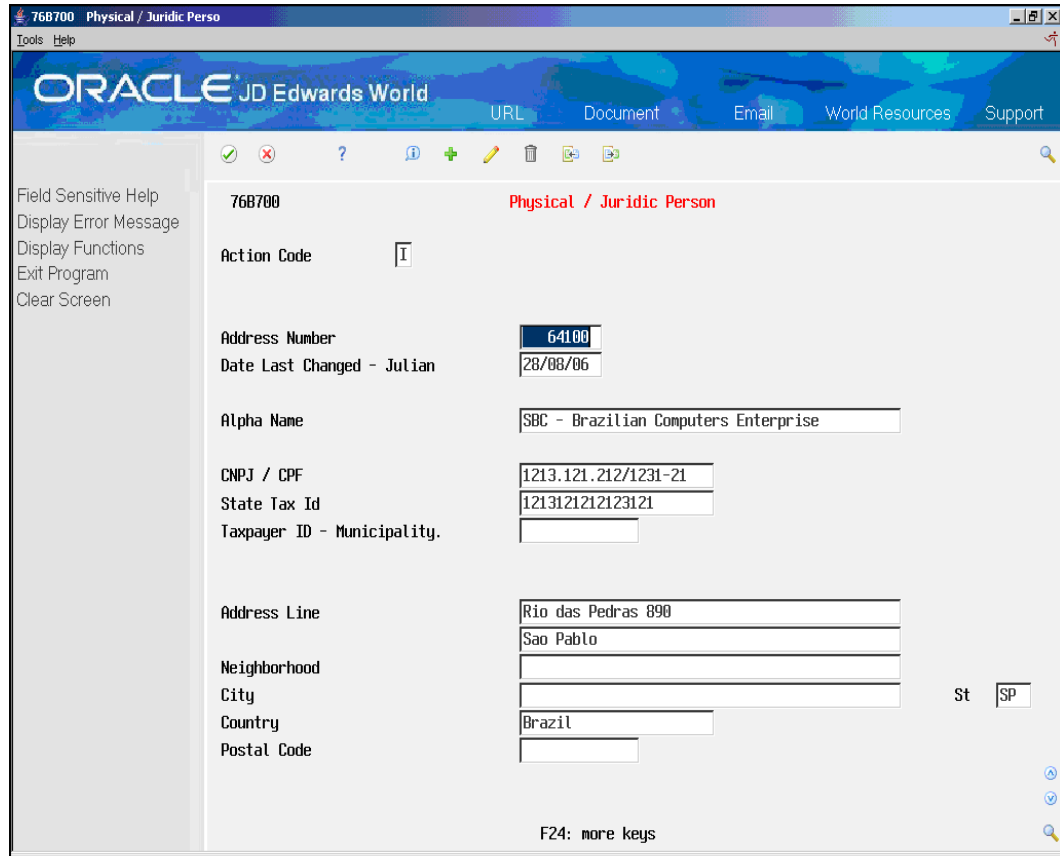 76B700 Physical / Juridic Perso
Tools Help
ORACLE JD Edwards World
URL Document Email World Resources Support
Field Sensitive Help
Display Error Message
Display Functions
Exit Program
Clear Screen
76B700 Physical / Juridic Person
Action Code I
Address Number 64100
Date Last Changed - Julian 28/08/06
Alpha Name SBC - Brazilian Computers Enterprise
CNPJ / CPF 1213.121.212/1231-21
State Tax Id 1213121212123121
Taxpayer ID - Municipality.
Address Line Rio das Pedras 890
Sao Pablo
Neighborhood
City St SP
Country Brazil
Postal Code
F24: more keys